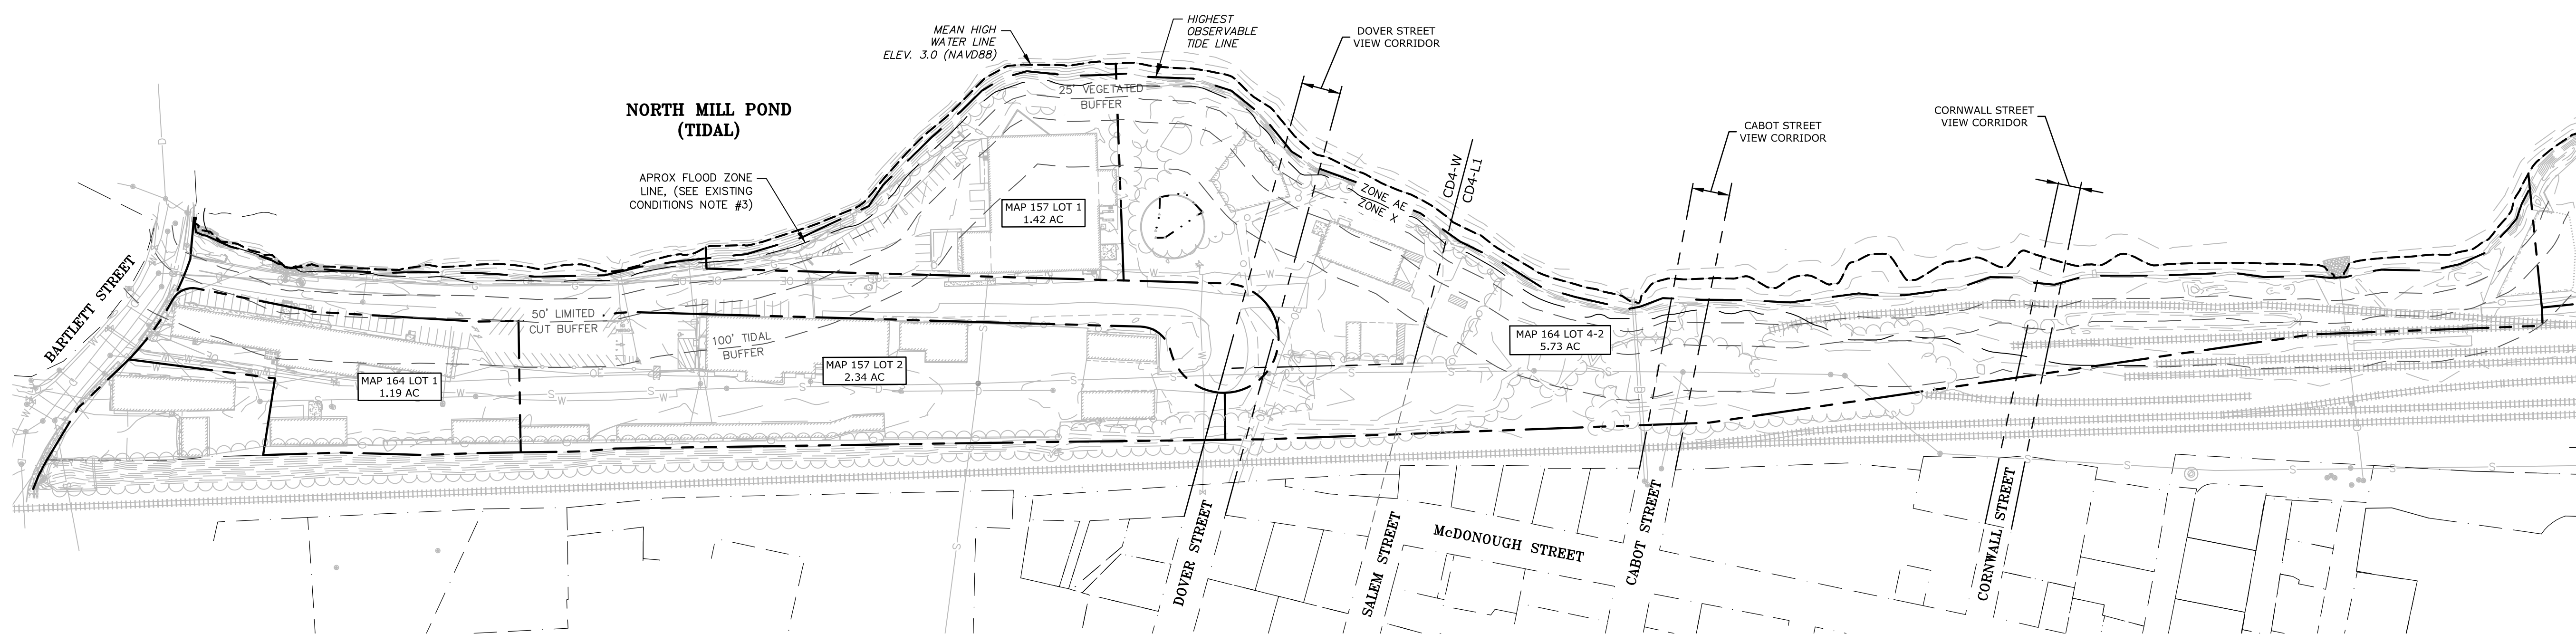 MEAN HIGH
WATER LINE
ELEV. 3.0 (NAVD88)
HIGHEST
OBSERVABLE
TIDE LINE
DOVER STREET
VIEW CORRIDOR
NORTH MILL POND
(TIDAL)
25' VEGETATED
BUFFER
CABOT STREET
VIEW CORRIDOR
CORNWALL STREET
VIEW CORRIDOR
APROX FLOOD ZONE
LINE, (SEE EXISTING
CONDITIONS NOTE #3)
MAP 157 LOT 1
1.42 AC
ZONE AE
ZONE X
CD4-W
CD4-L1
BARTLETT STREET
50' LIMITED
CUT BUFFER
100' TIDAL
BUFFER
MAP 164 LOT 4-2
5.73 AC
MAP 164 LOT 1
1.19 AC
MAP 157 LOT 2
2.34 AC
DOVER STREET
SALEM STREET
McDONOUGH STREET
CABOT STREET
CORNWALL STREET